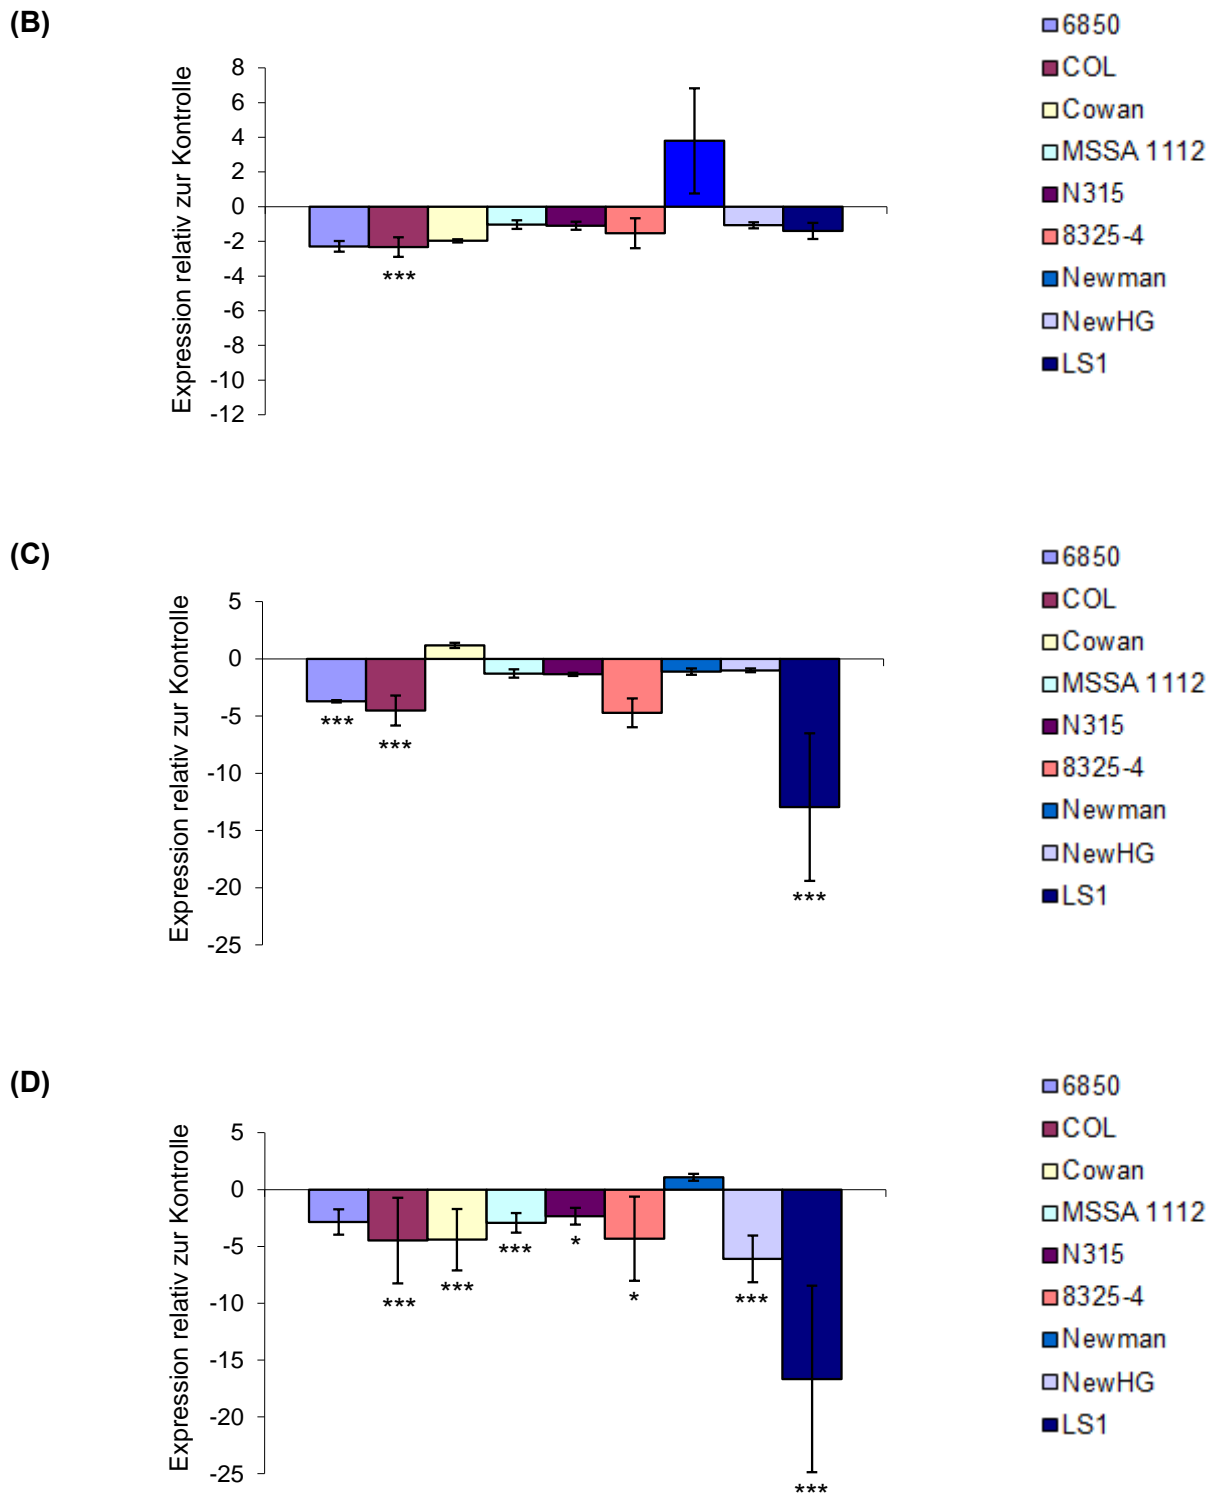 (B)
Expression relativ zur Kontrolle
8
6
4
2
0
-2
-4
-6
-8
-10
-12
***
6850
COL
Cowan
MSSA 1112
N315
8325-4
Newman
NewHG
LS1
(C)
Expression relativ zur Kontrolle
5
0
-5
-10
-15
-20
-25
***
***
***
6850
COL
Cowan
MSSA 1112
N315
8325-4
Newman
NewHG
LS1
(D)
Expression relativ zur Kontrolle
5
0
-5
-10
-15
-20
-25
***
***
***
*
*
***
***
6850
COL
Cowan
MSSA 1112
N315
8325-4
Newman
NewHG
LS1